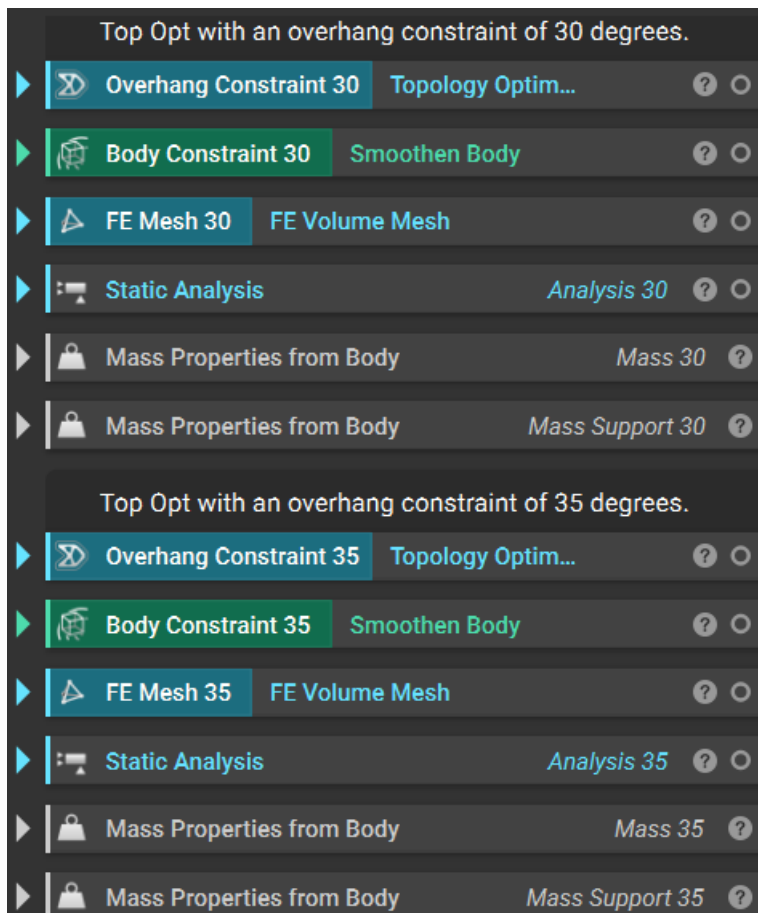 Top Opt with an overhang constraint of 30 degrees.
Overhang Constraint 30 Topology Optim... ?
Body Constraint 30 Smoothen Body ?
FE Mesh 30 FE Volume Mesh ?
Static Analysis Analysis 30 ?
Mass Properties from Body Mass 30 ?
Mass Properties from Body Mass Support 30 ?
Top Opt with an overhang constraint of 35 degrees.
Overhang Constraint 35 Topology Optim... ?
Body Constraint 35 Smoothen Body ?
FE Mesh 35 FE Volume Mesh ?
Static Analysis Analysis 35 ?
Mass Properties from Body Mass 35 ?
Mass Properties from Body Mass Support 35 ?